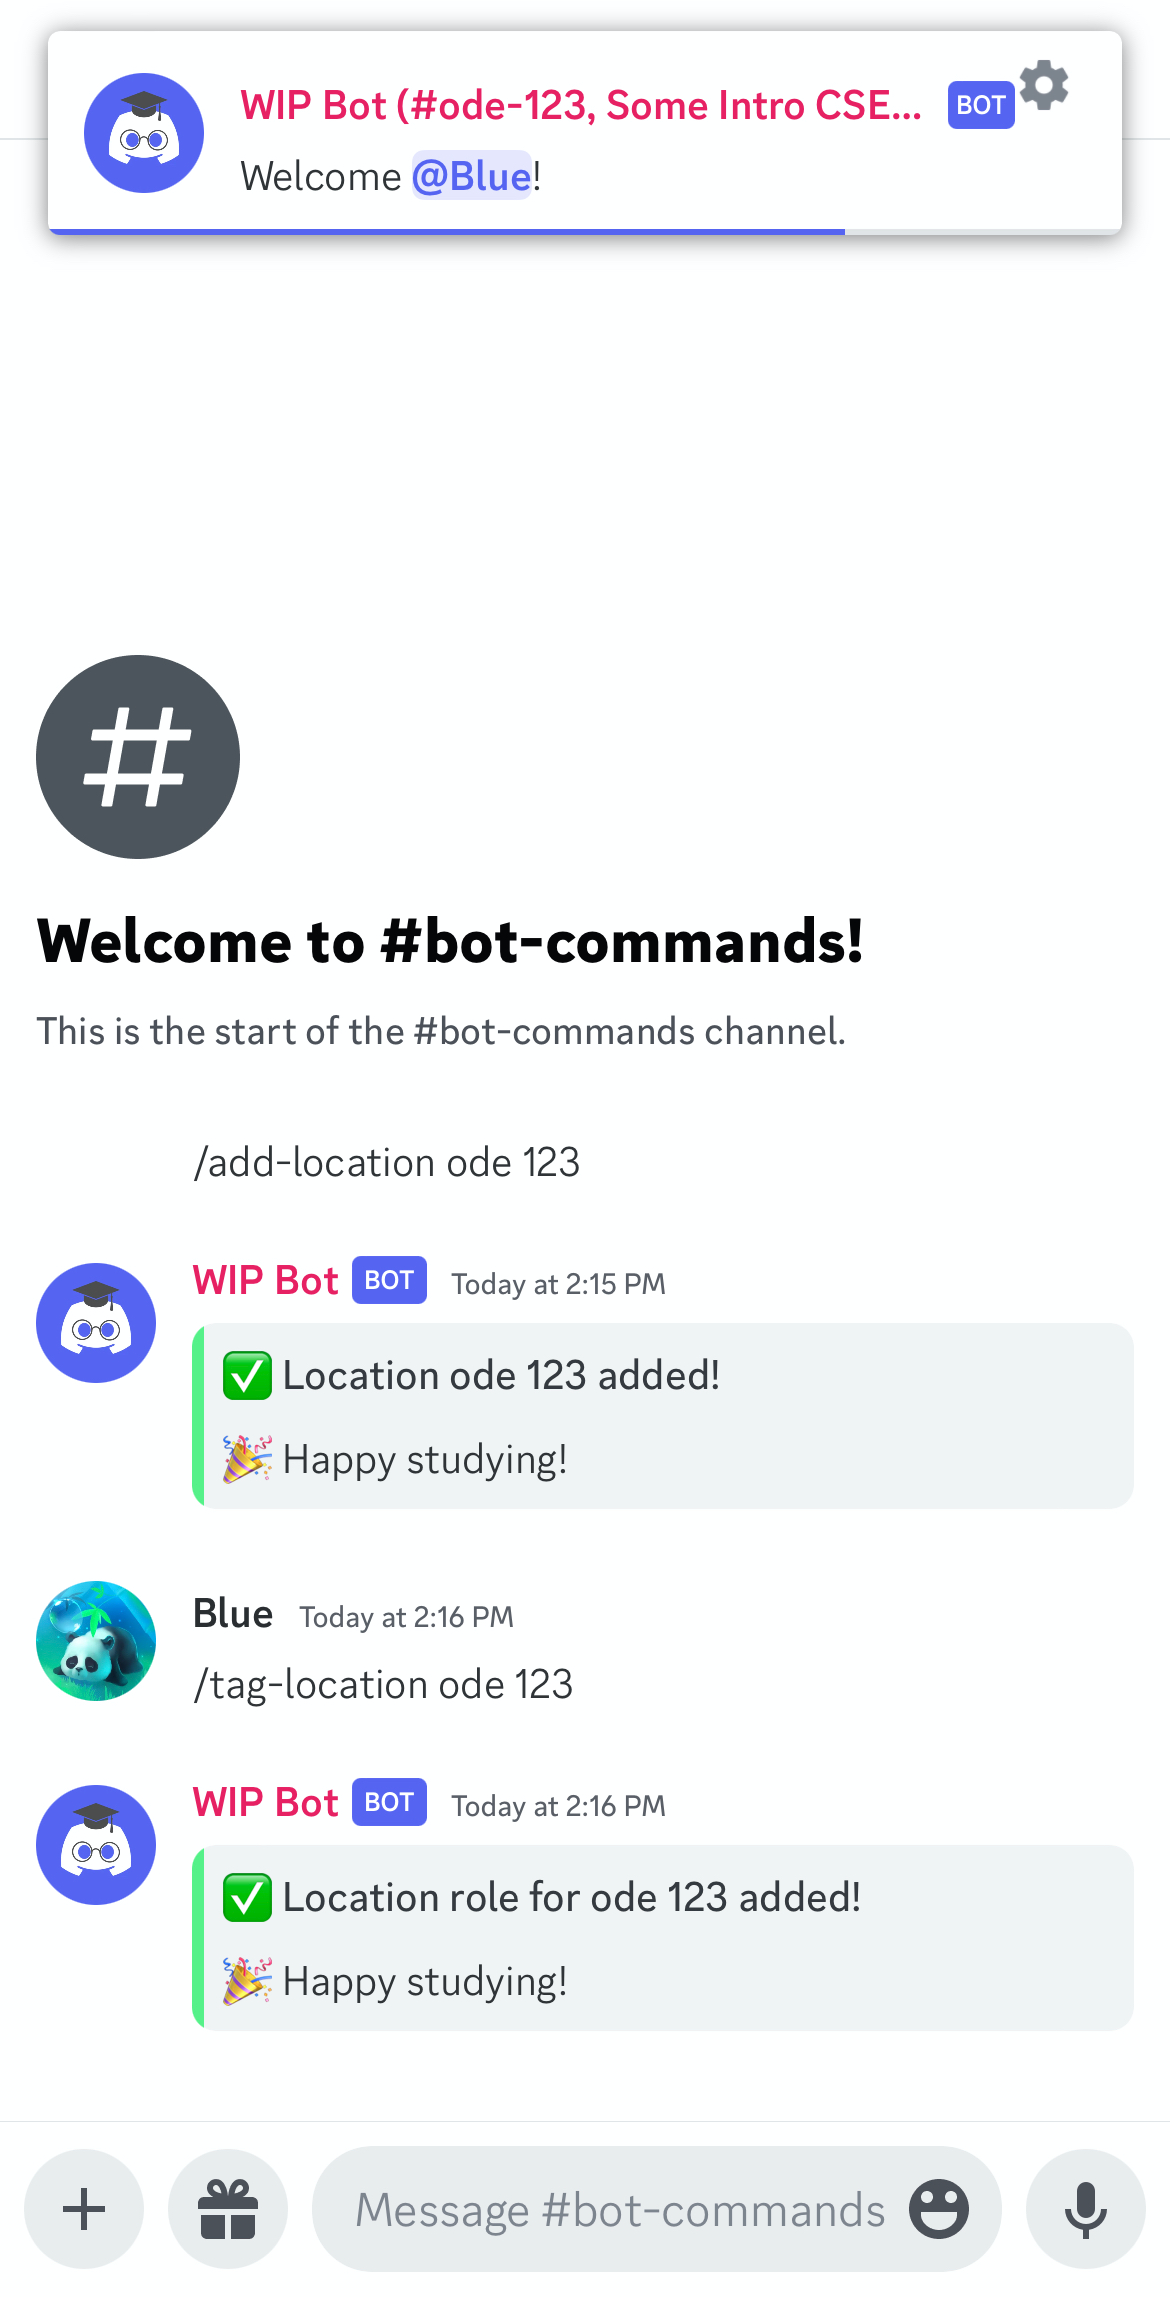 WIP Bot (#ode-123, Some Intro CSE... BOT
Welcome @Blue!
#
Welcome to #bot-commands!
This is the start of the #bot-commands channel.
/add-location ode 123
WIP Bot BOT Today at 2:15 PM
✅ Location ode 123 added!
🎉 Happy studying!
Blue Today at 2:16 PM
/tag-location ode 123
WIP Bot BOT Today at 2:16 PM
✅ Location role for ode 123 added!
🎉 Happy studying!
Message #bot-commands